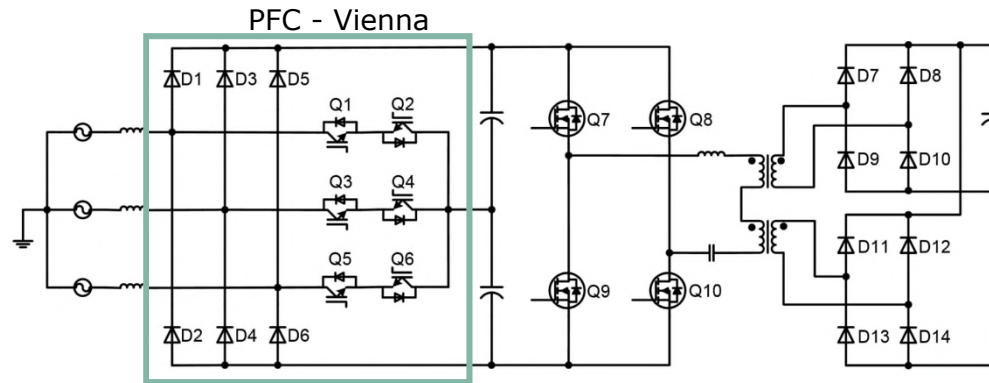 PFC - Vienna
D1 D3 D5
D7 D8
Q1 Q2
Q7 Q8
D9 D10
Q3 Q4
D11 D12
Q5 Q6
Q9 Q10
D2 D4 D6
D13 D14